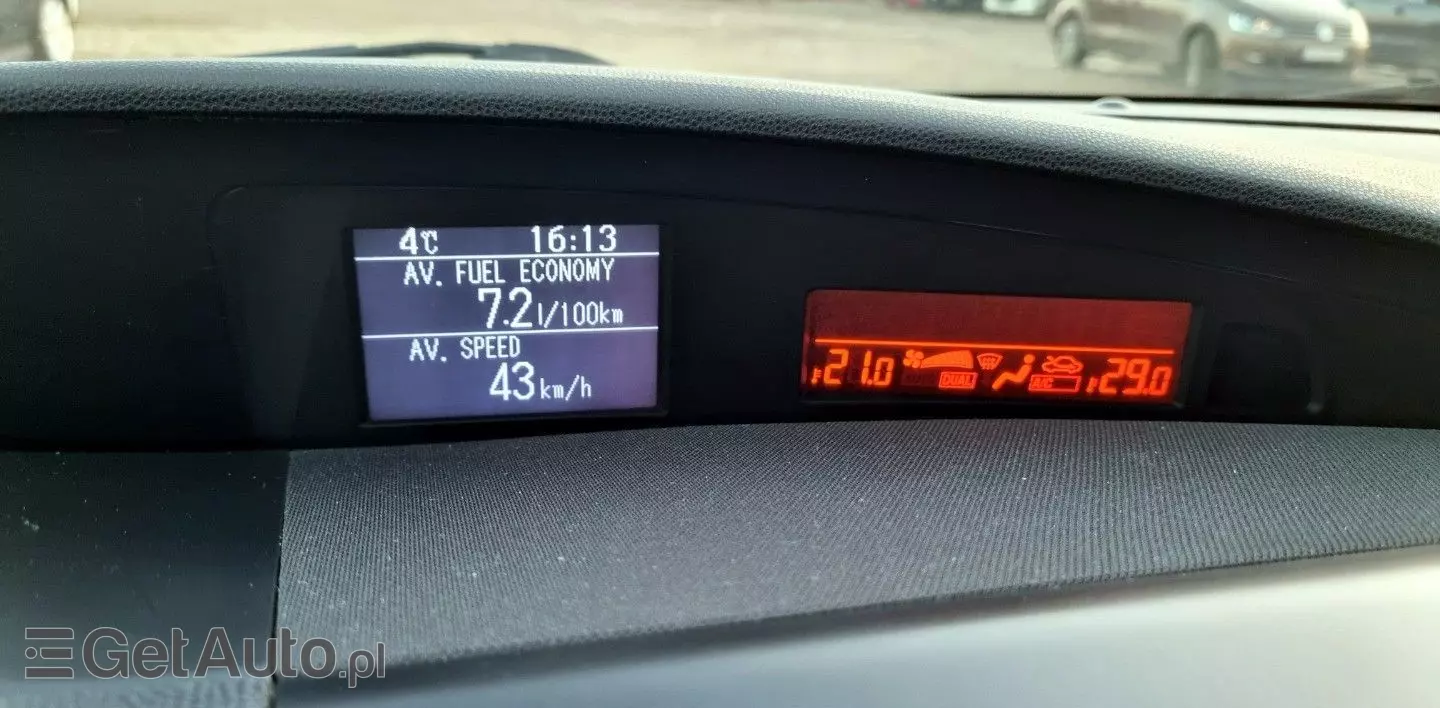 4℃ 16:13
AV. FUEL ECONOMY
7.2 l/100km
AV. SPEED
43 km/h
21.0 DUAL A/C 29.0
GetAuto.pl